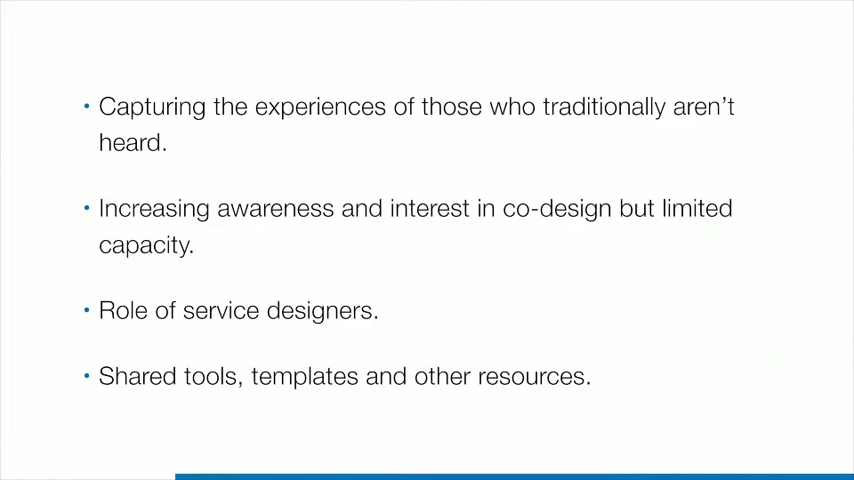 • Capturing the experiences of those who traditionally aren’t
heard.
• Increasing awareness and interest in co-design but limited
capacity.
• Role of service designers.
• Shared tools, templates and other resources.